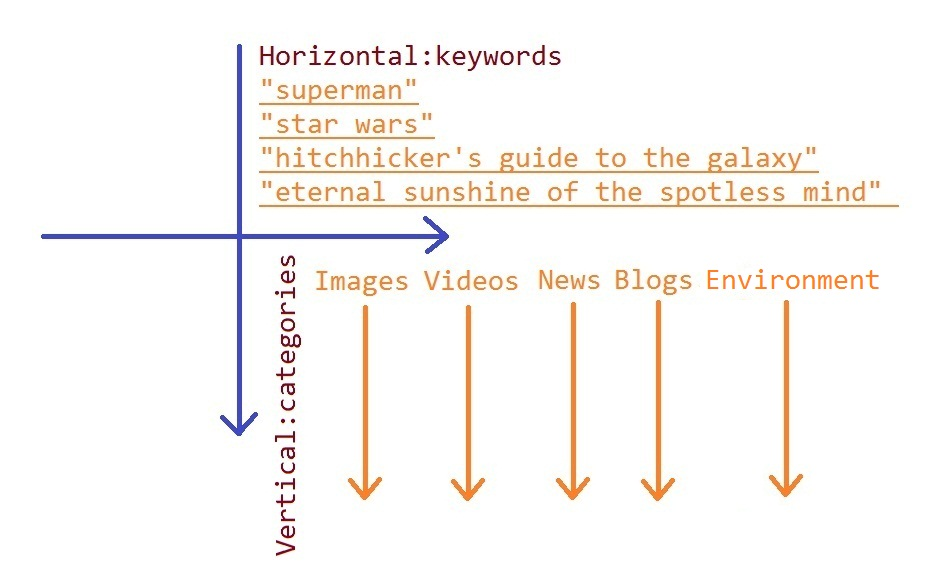 Horizontal:keywords
"superman"
"star wars"
"hitchhicker's guide to the galaxy"
"eternal sunshine of the spotless mind"
Vertical:categories
Images Videos News Blogs Environment